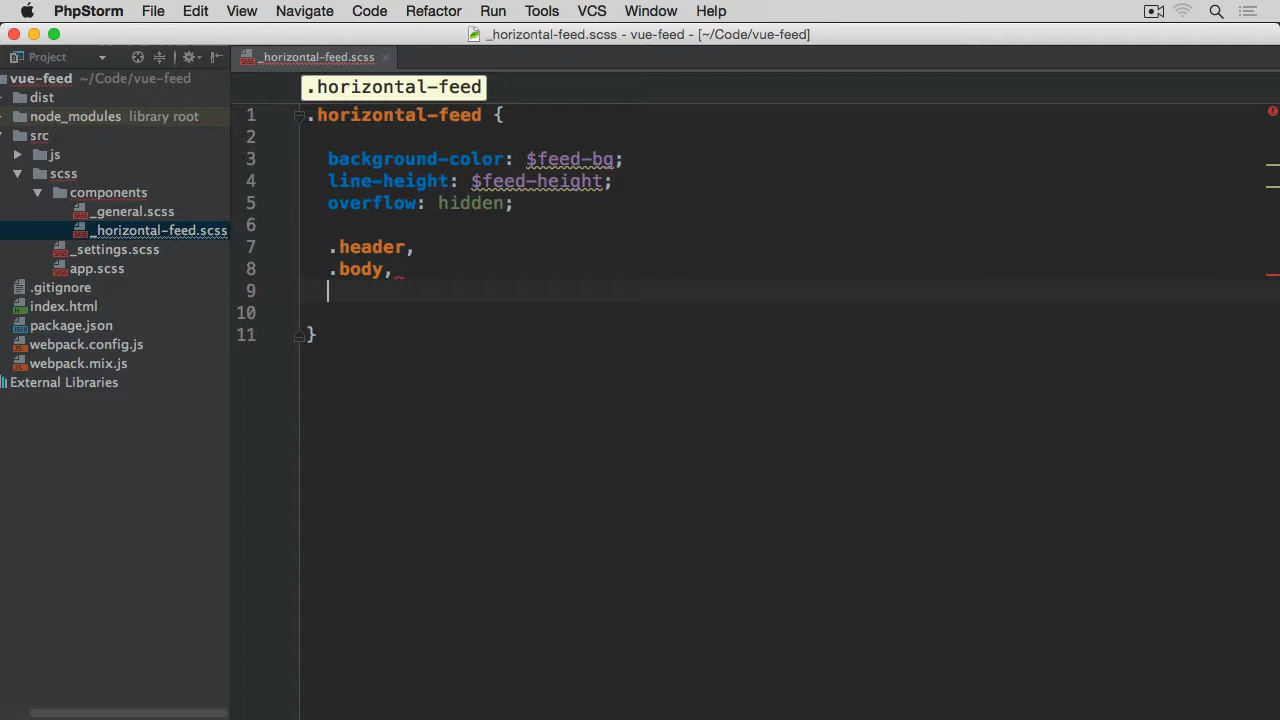 PhpStorm File Edit View Navigate Code Refactor Run Tools VCS Window Help
_horizontal-feed.scss - vue-feed - [~/Code/vue-feed]
Project
_horizontal-feed.scss
vue-feed ~/Code/vue-feed
dist
node_modules library root
src
js
scss
components
_general.scss
_horizontal-feed.scss
_settings.scss
app.scss
.gitignore
index.html
package.json
webpack.config.js
webpack.mix.js
External Libraries
.horizontal-feed
1 .horizontal-feed {
2
3 background-color: $feed-bg;
4 line-height: $feed-height;
5 overflow: hidden;
6
7 .header,
8 .body,
9
10
11 }